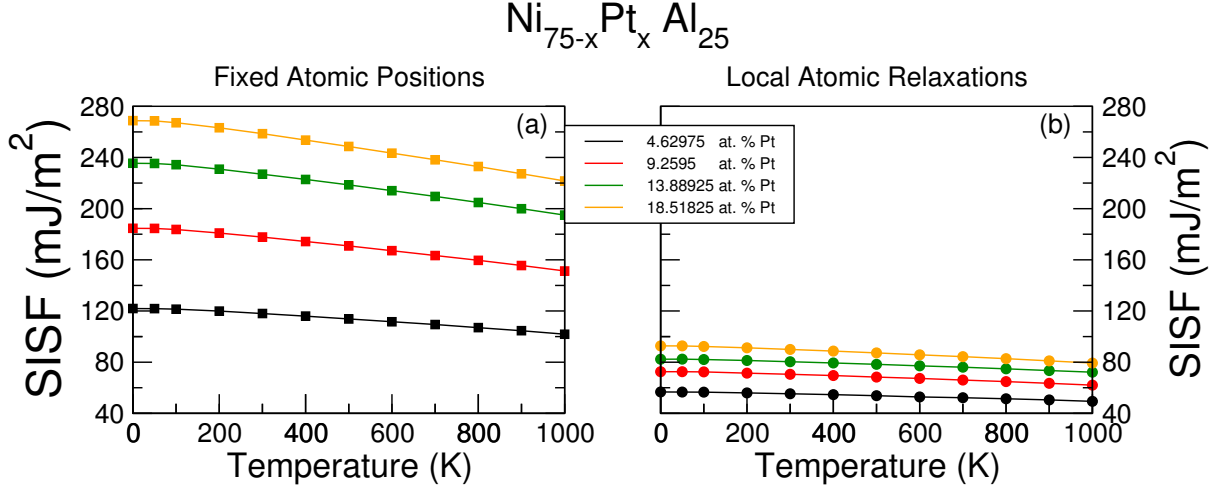 Ni75-xPtx Al25
Fixed Atomic Positions
Local Atomic Relaxations
(a)
(b)
4.62975 at. % Pt
9.2595 at. % Pt
13.88925 at. % Pt
18.51825 at. % Pt
SISF (mJ/m2)
280
240
200
160
120
80
40
0 200 400 600 800 1000
Temperature (K)
0 200 400 600 800 1000
Temperature (K)
280
240
200
160
120
80
40
SISF (mJ/m2)